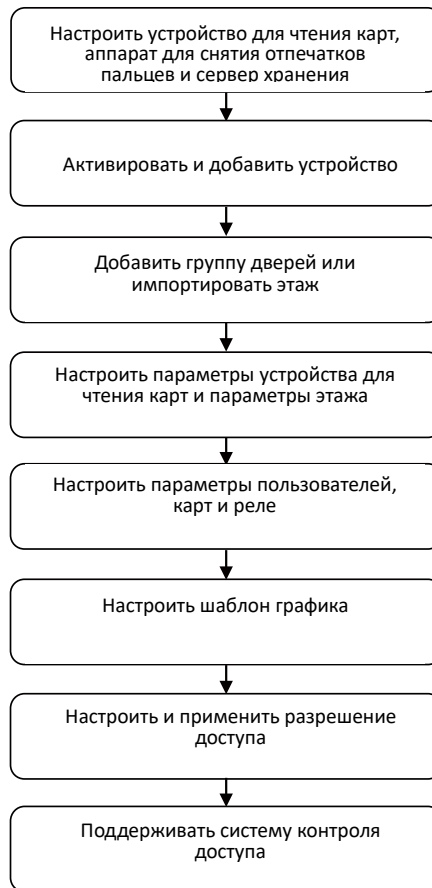 Настроить устройство для чтения карт,
аппарат для снятия отпечатков
пальцев и сервер хранения
Активировать и добавить устройство
Добавить группу дверей или
импортировать этаж
Настроить параметры устройства для
чтения карт и параметры этажа
Настроить параметры пользователей,
карт и реле
Настроить шаблон графика
Настроить и применить разрешение
доступа
Поддерживать систему контроля
доступа